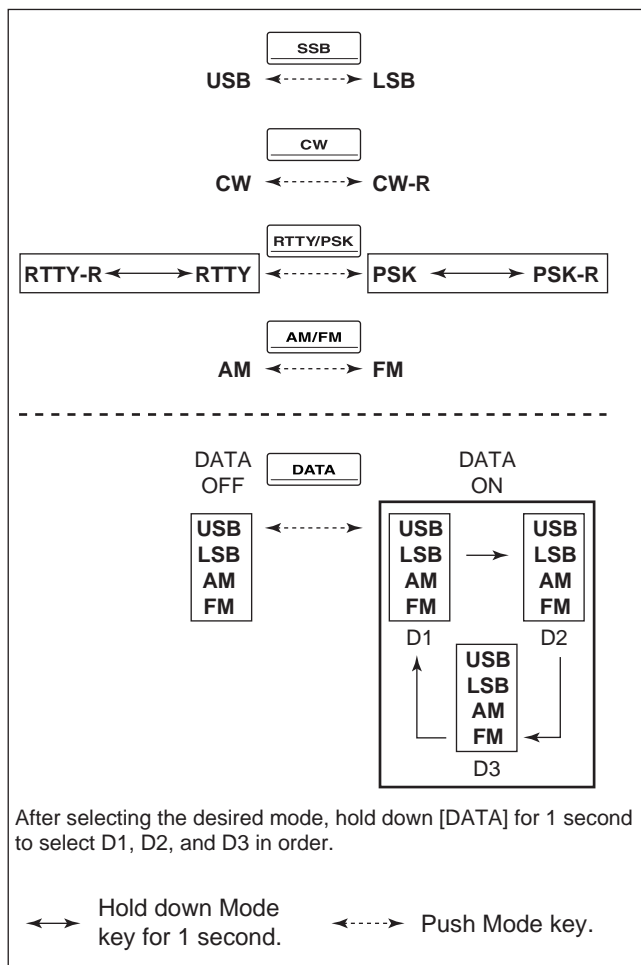 SSB
USB LSB
CW
CW CW-R
RTTY/PSK
RTTY-R RTTY PSK PSK-R
AM/FM
AM FM
DATA OFF
DATA
DATA ON
USB
LSB
AM
FM
USB
LSB
AM
FM
D1
USB
LSB
AM
FM
D2
USB
LSB
AM
FM
D3
After selecting the desired mode, hold down [DATA] for 1 second
to select D1, D2, and D3 in order.
Hold down Mode
key for 1 second.
Push Mode key.